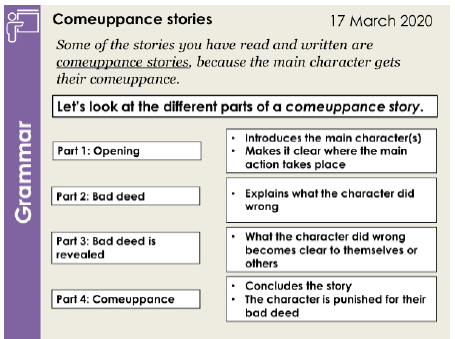 Comeuppance stories
17 March 2020
Some of the stories you have read and written are
comeuppance stories, because the main character gets
their comeuppance.
Let's look at the different parts of a comeuppance story.
Grammar
Part 1: Opening
• Introduces the main character(s)
• Makes it clear where the main
action takes place
Part 2: Bad deed
• Explains what the character did
wrong
Part 3: Bad deed is
revealed
• What the character did wrong
becomes clear to themselves or
others
Part 4: Comeuppance
• Concludes the story
• The character is punished for their
bad deed